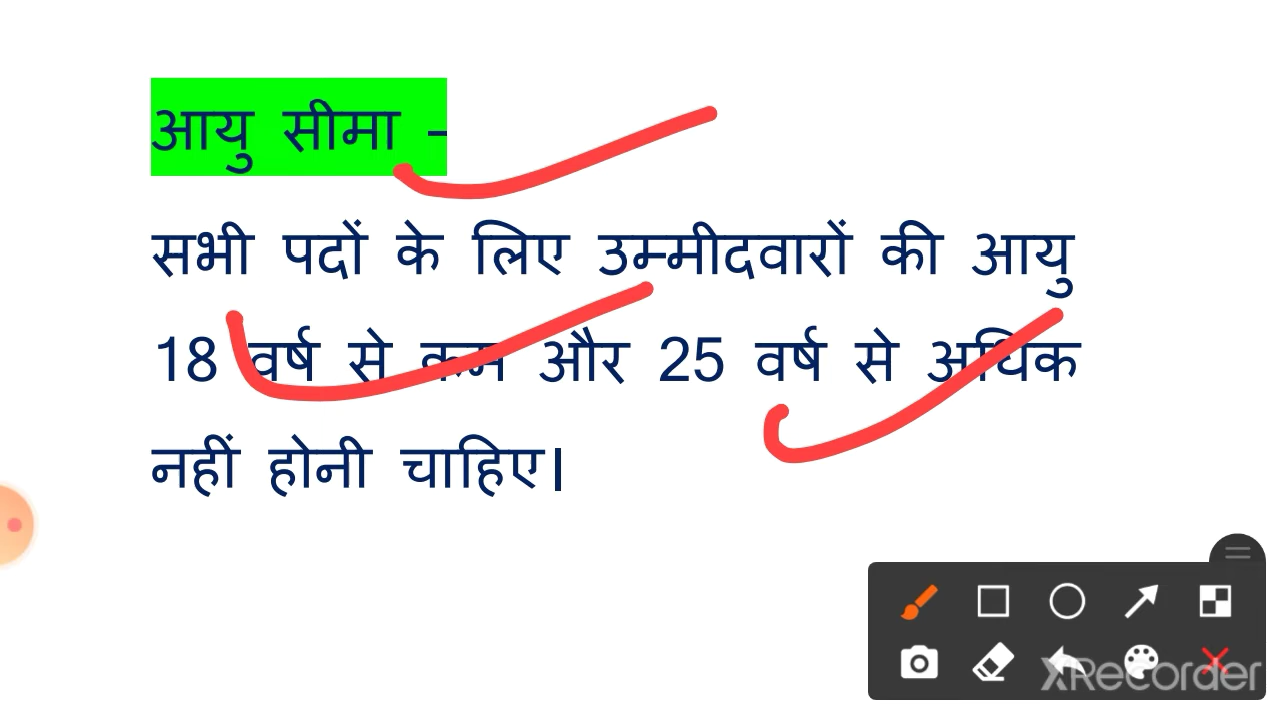 आयु सीमा -
सभी पदों के लिए उम्मीदवारों की आयु
18 वर्ष से कम और 25 वर्ष से अधिक
नहीं होनी चाहिए।
XRecorder